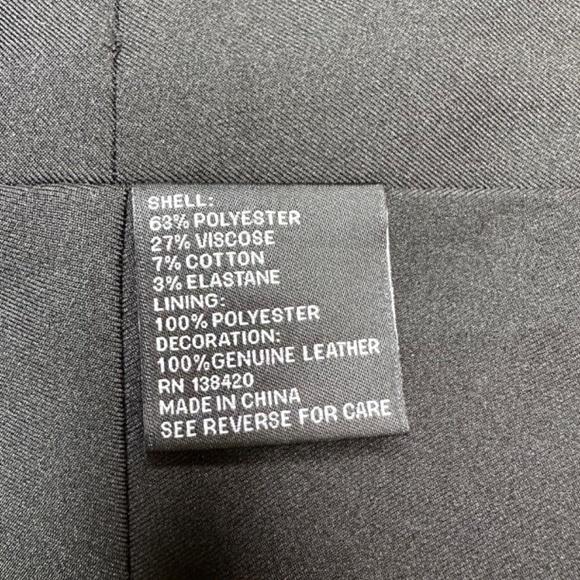 SHELL:
63% POLYESTER
27% VISCOSE
7% COTTON
3% ELASTANE
LINING:
100% POLYESTER
DECORATION:
100%GENUINE LEATHER
RN 138420
MADE IN CHINA
SEE REVERSE FOR CARE